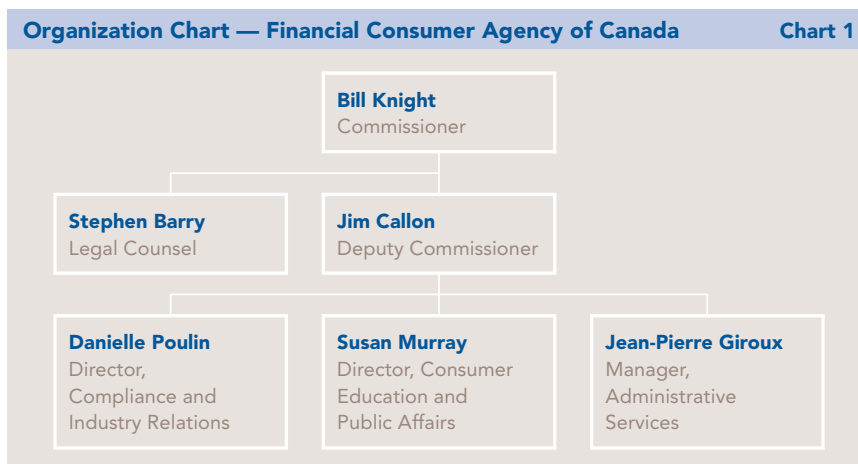 Organization Chart — Financial Consumer Agency of Canada Chart 1
Bill Knight
Commissioner
Stephen Barry
Legal Counsel
Jim Callon
Deputy Commissioner
Danielle Poulin
Director,
Compliance and
Industry Relations
Susan Murray
Director, Consumer
Education and
Public Affairs
Jean-Pierre Giroux
Manager,
Administrative
Services